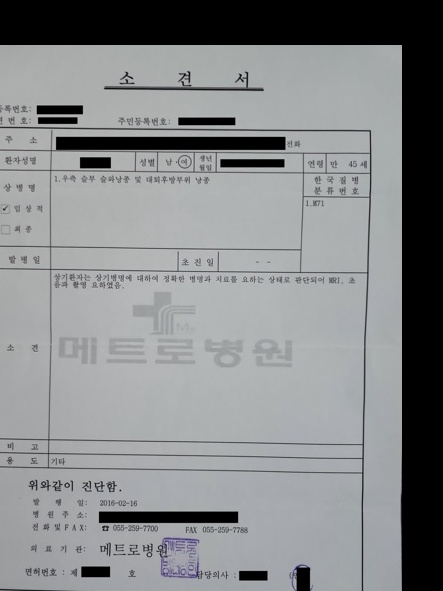 소 견 서
등록번호:
연 번 호: 주민등록번호:
주 소 전화
환자성명 성별 남·여 생년월일 연령 만 45 세
상 병 명 1.우측 슬부 슬와낭종 및 대퇴후방부위 낭종 한 국 질 병 분 류 번 호
☑ 임 상 적 1.M71
☐ 최 종
발 병 일 초 진 일 - -
상기환자는 상기병명에 대하여 정확한 병명과 치료를 요하는 상태로 판단되어 MRI, 초
음파 촬영 요하였음.
소 견
메트로병원
비 고
용 도 기타
위와같이 진단함.
발 행 일: 2016-02-16
병 원 주 소:
전 화 및 F A X: ☎ 055-259-7700 FAX 055-259-7788
의 료 기 관: 메트로병원
면허번호 : 제 호 담당의사 :